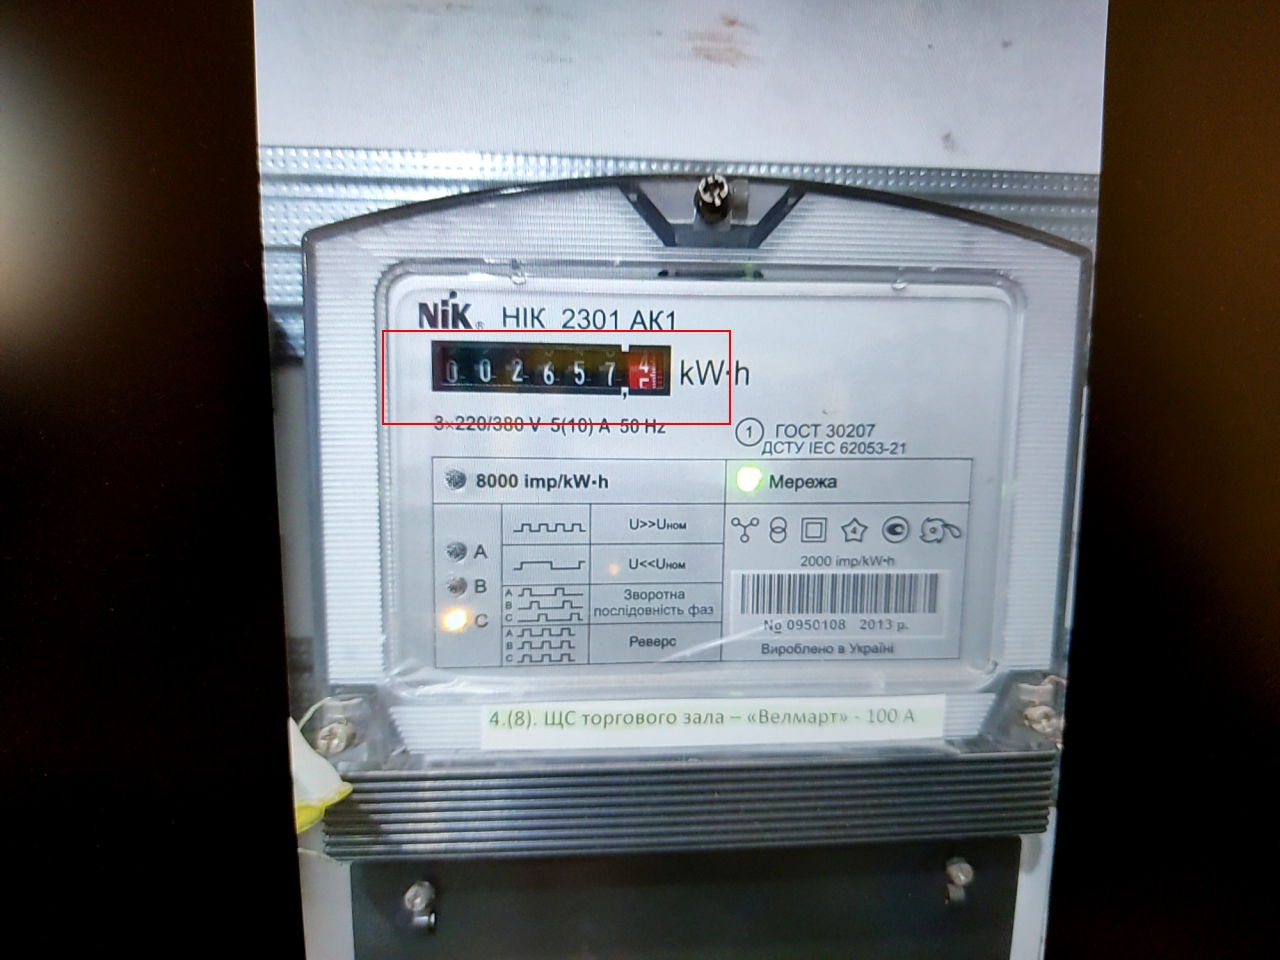 NiK® НІК 2301 АК1
002657,4 kW·h
3×220/380 V 5(10) A 50 Hz
1 ГОСТ 30207
ДСТУ IEC 62053-21
8000 imp/kW·h
Мережа
A
B
C
U>>Uном
U<<Uном
A
B
C
Зворотна
послідовність фаз
A
B
C
Реверс
4
2000 imp/kW·h
№ 0950108 2013 р.
Вироблено в Україні
4.(8). ЩС торгового зала – «Велмарт» - 100 А